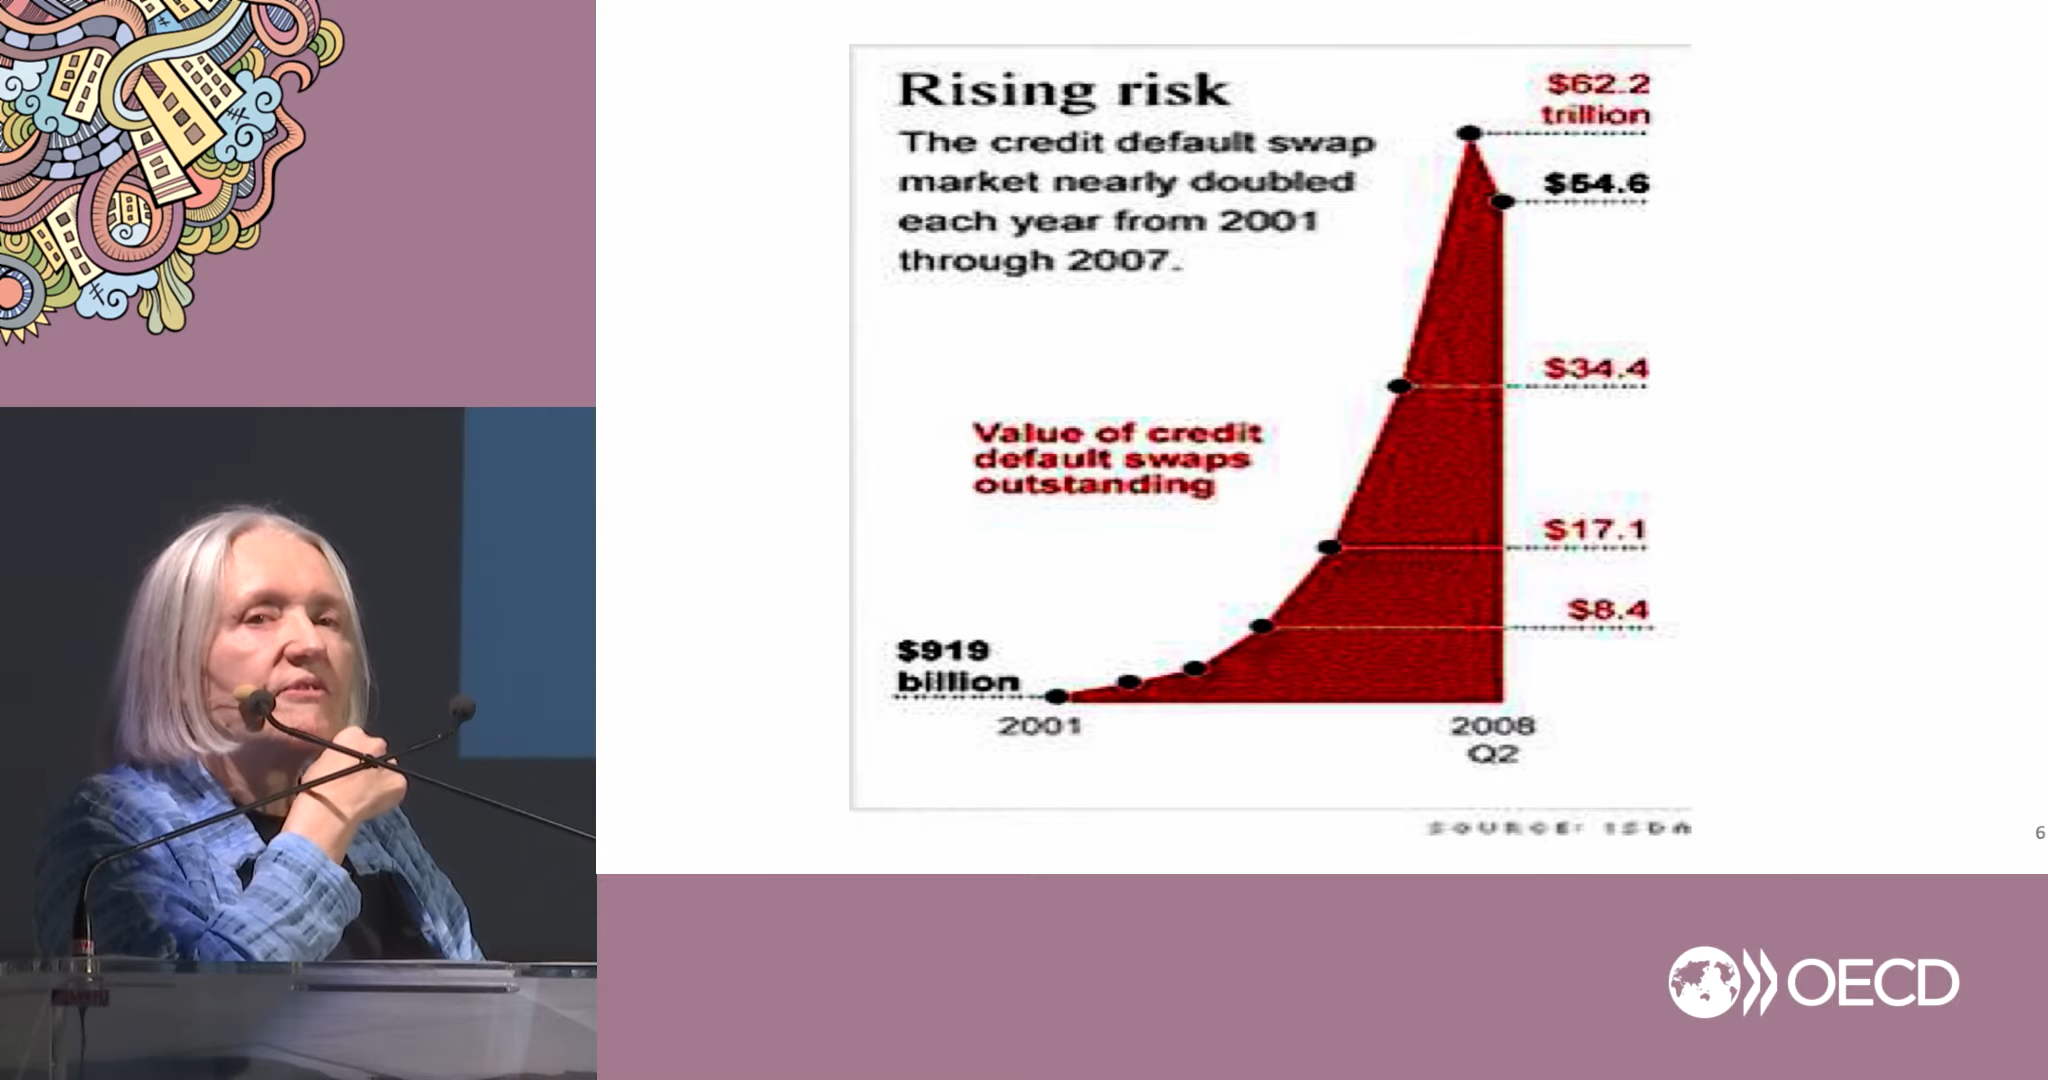 Rising risk
The credit default swap
market nearly doubled
each year from 2001
through 2007.
$62.2
trillion
$54.6
$34.4
Value of credit
default swaps
outstanding
$17.1
$8.4
$919
billion
2001
2008
Q2
SOURCE: ISDA
6
OECD